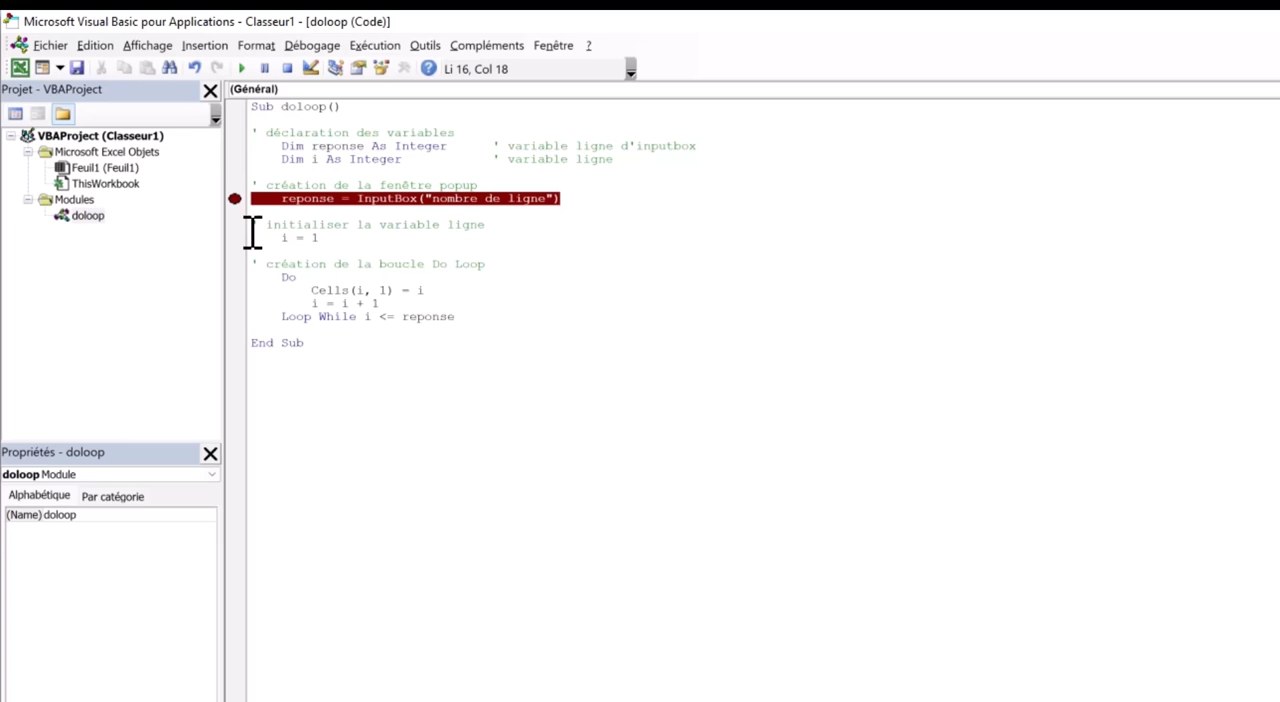 Microsoft Visual Basic pour Applications - Classeur1 - [doloop (Code)]
Fichier Edition Affichage Insertion Format Débogage Exécution Outils Compléments Fenêtre ?
Li 16, Col 18
Projet - VBAProject
(Général)
VBAProject (Classeur1)
Microsoft Excel Objets
Feuil1 (Feuil1)
ThisWorkbook
Modules
doloop
Sub doloop()
' déclaration des variables
Dim reponse As Integer ' variable ligne d'inputbox
Dim i As Integer ' variable ligne
' création de la fenêtre popup
reponse = InputBox("nombre de ligne")
initialiser la variable ligne
i = 1
' création de la boucle Do Loop
Do
Cells(i, 1) = i
i = i + 1
Loop While i <= reponse
End Sub
Propriétés - doloop
doloop Module
Alphabétique Par catégorie
(Name) doloop